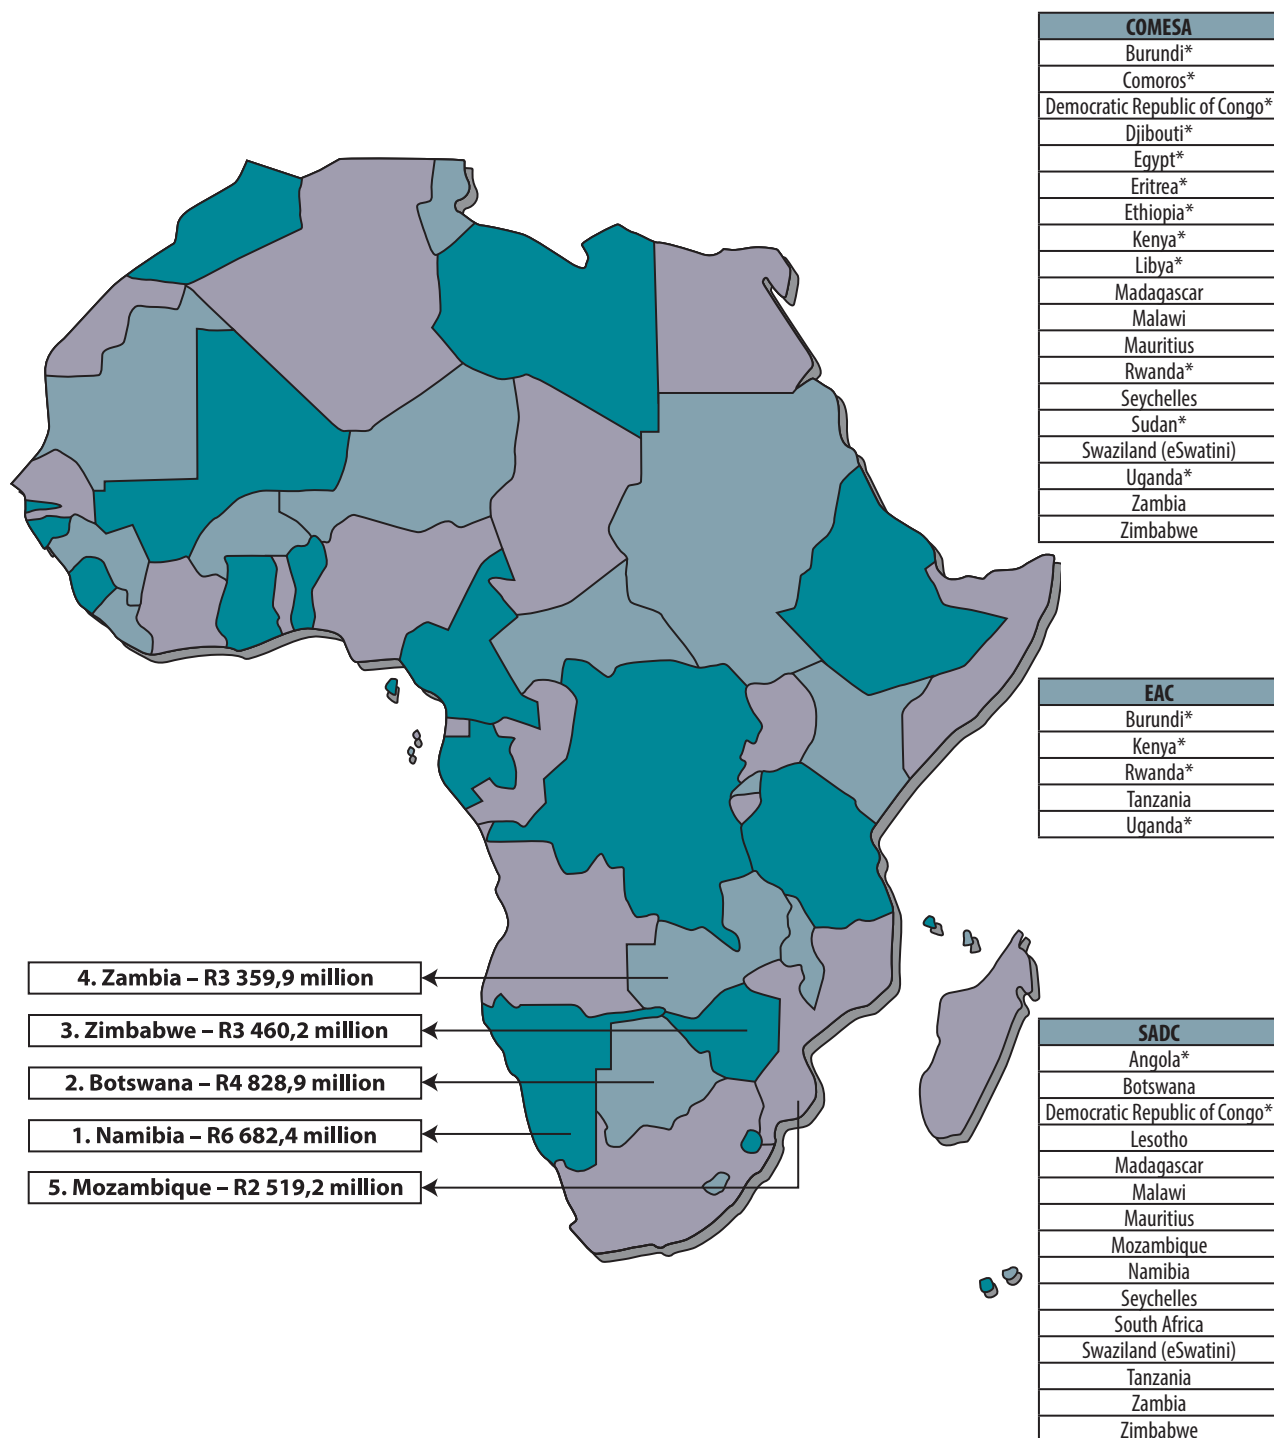 COMESA
Burundi*
Comoros*
Democratic Republic of Congo*
Djibouti*
Egypt*
Eritrea*
Ethiopia*
Kenya*
Libya*
Madagascar
Malawi
Mauritius
Rwanda*
Seychelles
Sudan*
Swaziland (eSwatini)
Uganda*
Zambia
Zimbabwe
EAC
Burundi*
Kenya*
Rwanda*
Tanzania
Uganda*
4. Zambia – R3 359,9 million
3. Zimbabwe – R3 460,2 million
2. Botswana – R4 828,9 million
1. Namibia – R6 682,4 million
5. Mozambique – R2 519,2 million
SADC
Angola*
Botswana
Democratic Republic of Congo*
Lesotho
Madagascar
Malawi
Mauritius
Mozambique
Namibia
Seychelles
South Africa
Swaziland (eSwatini)
Tanzania
Zambia
Zimbabwe